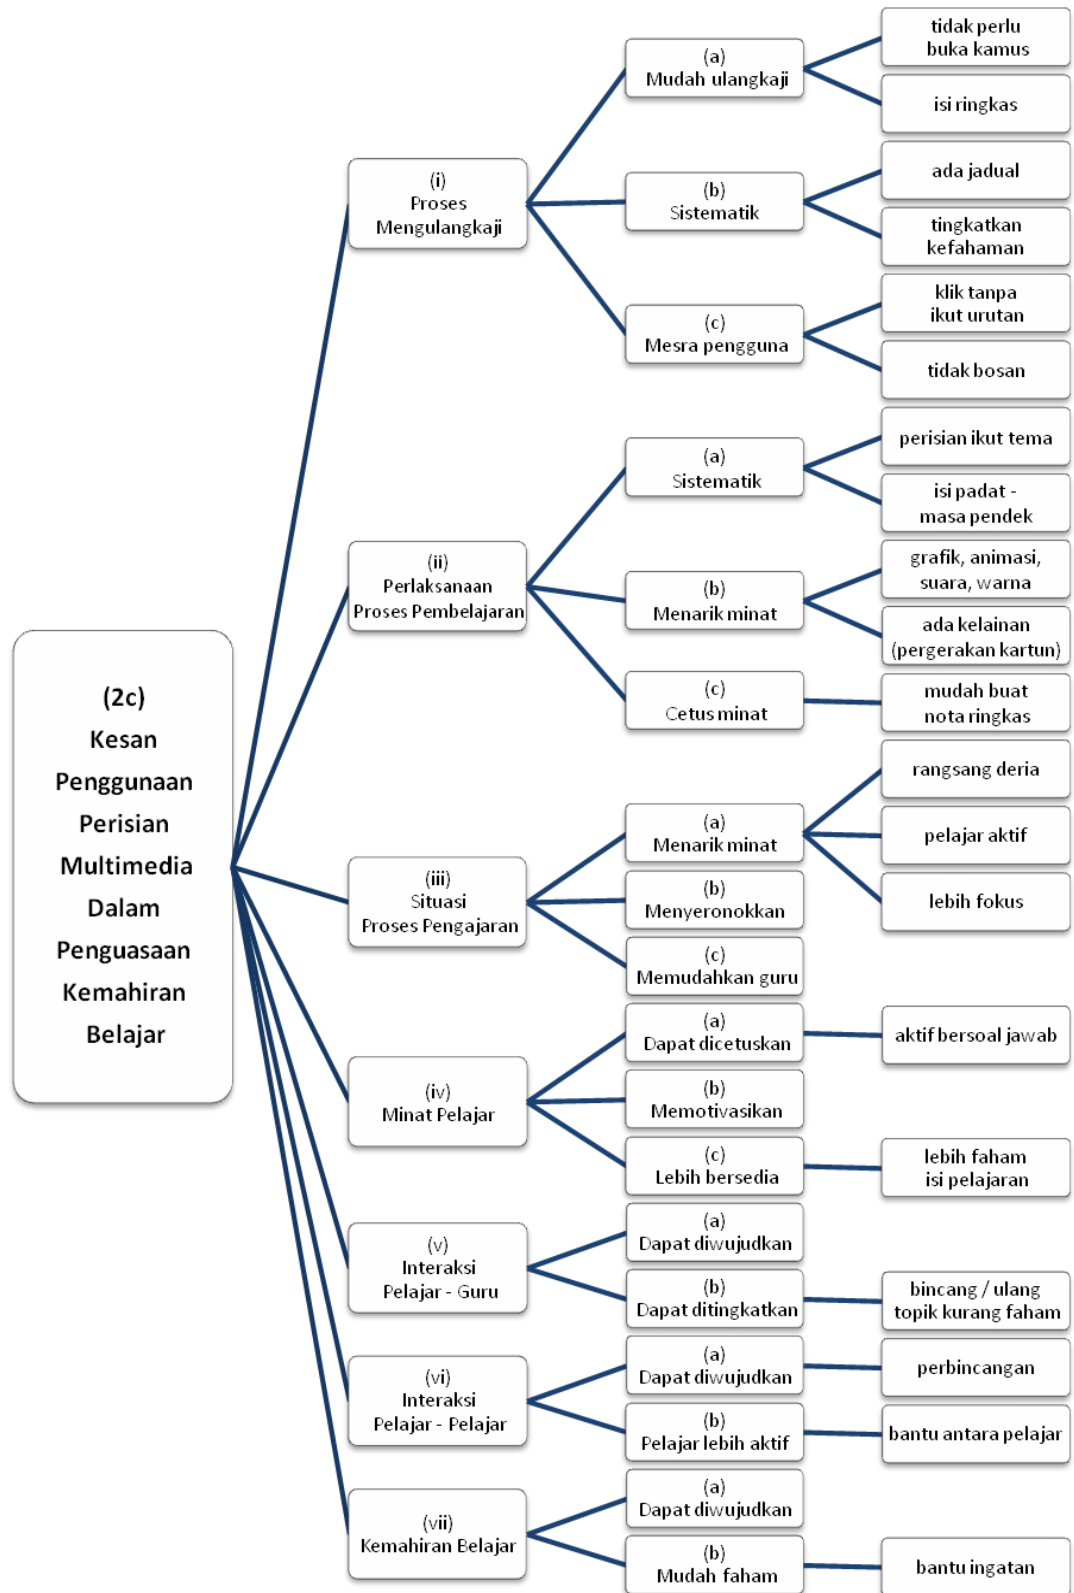 (2c)
Kesan
Penggunaan
Perisian
Multimedia
Dalam
Penguasaan
Kemahiran
Belajar
(i)
Proses
Mengulangkaji
(a)
Mudah ulangkaji
tidak perlu
buka kamus
isi ringkas
(b)
Sistematik
ada jadual
tingkatkan
kefahaman
(c)
Mesra pengguna
klik tanpa
ikut urutan
tidak bosan
(ii)
Perlaksanaan
Proses Pembelajaran
(a)
Sistematik
perisian ikut tema
isi padat -
masa pendek
(b)
Menarik minat
grafik, animasi,
suara, warna
ada kelainan
(pergerakan kartun)
(c)
Cetus minat
mudah buat
nota ringkas
(iii)
Situasi
Proses Pengajaran
(a)
Menarik minat
rangsang deria
pelajar aktif
lebih fokus
(b)
Menyeronokkan
(c)
Memudahkan guru
(iv)
Minat Pelajar
(a)
Dapat dicetuskan
aktif bersoal jawab
(b)
Memotivasikan
(c)
Lebih bersedia
lebih faham
isi pelajaran
(v)
Interaksi
Pelajar - Guru
(a)
Dapat diwujudkan
(b)
Dapat ditingkatkan
bincang / ulang
topik kurang faham
(vi)
Interaksi
Pelajar - Pelajar
(a)
Dapat diwujudkan
perbincangan
(b)
Pelajar lebih aktif
bantu antara pelajar
(vii)
Kemahiran Belajar
(a)
Dapat diwujudkan
(b)
Mudah faham
bantu ingatan